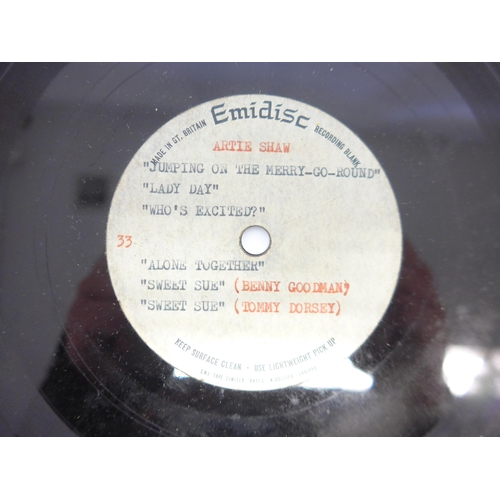 MADE IN GT. BRITAIN Emidisc RECORDING BLANK
ARTIE SHAW
"JUMPING ON THE MERRY-GO-ROUND"
"LADY DAY"
"WHO'S EXCITED?"
33.
"ALONE TOGETHER"
"SWEET SUE" (BENNY GOODMAN)
"SWEET SUE" (TOMMY DORSEY)
KEEP SURFACE CLEAN - USE LIGHTWEIGHT PICK UP